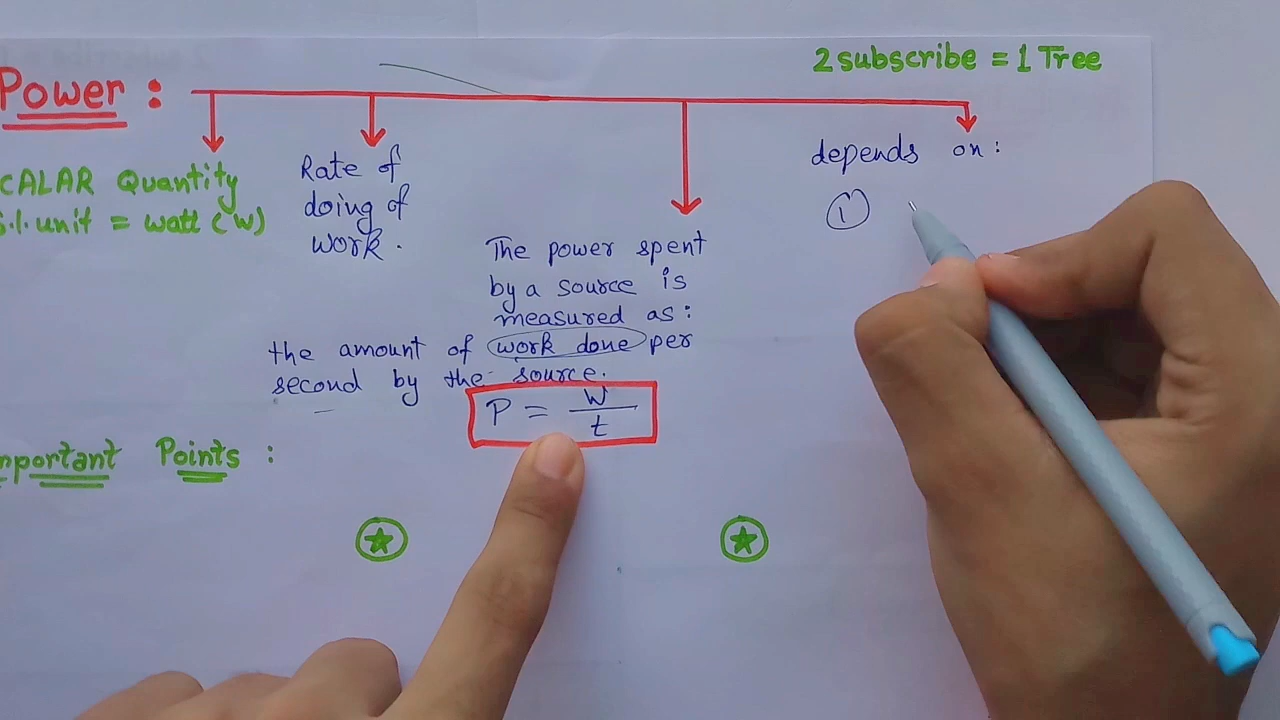 2 subscribe = 1 Tree
Power :
CALAR Quantity
S.I. unit = watt (W)
Rate of
doing of
work.
The power spent
by a source is
measured as:
the amount of work done per
second by the source.
P = W/t
depends on:
①
mportant Points :